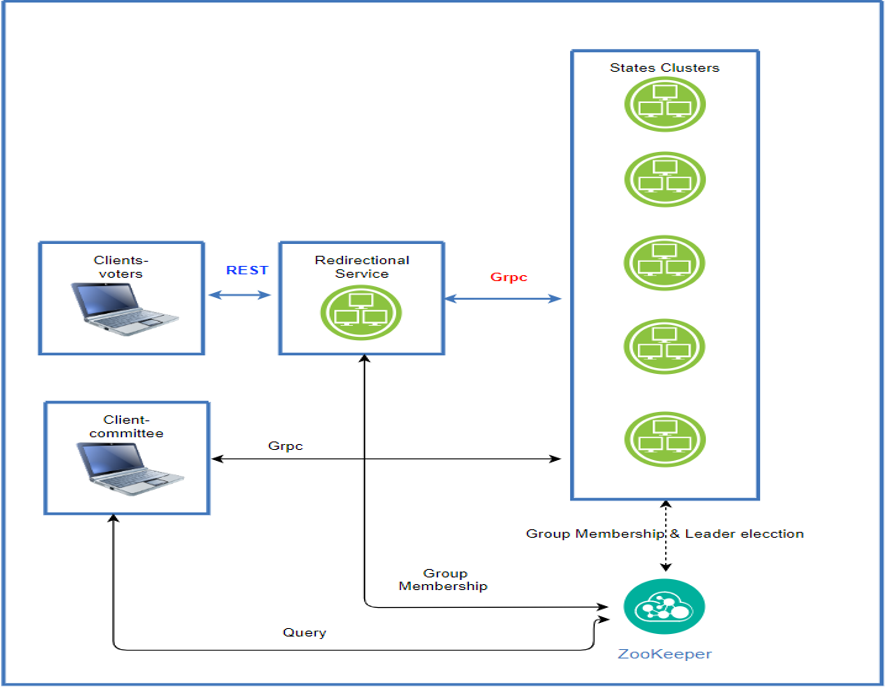 States Clusters
Clients-
voters
REST
Redirectional
Service
Grpc
Client-
committee
Grpc
Group Membership & Leader elecction
Group
Membership
Query
ZooKeeper